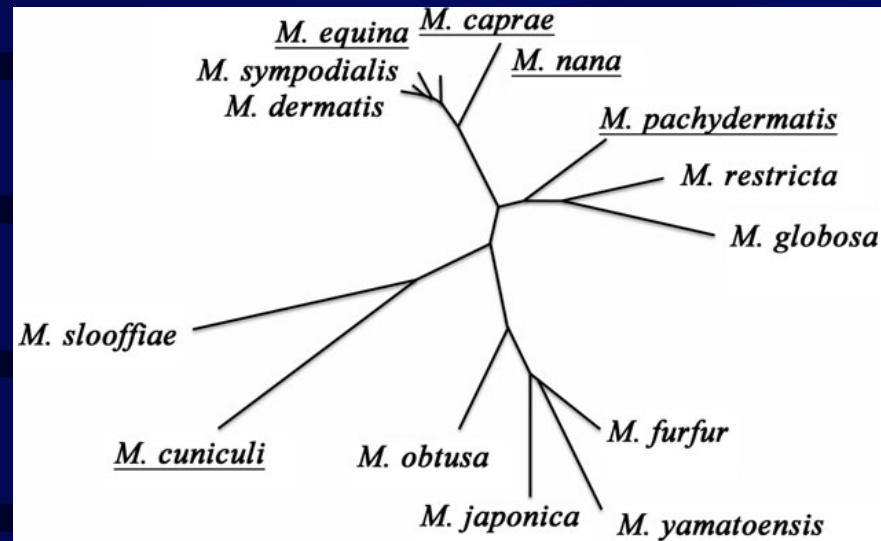 M. equina
M. caprae
M. sympodialis
M. nana
M. dermatis
M. pachydermatis
M. restricta
M. globosa
M. slooffiae
M. cuniculi
M. obtusa
M. furfur
M. japonica
M. yamatoensis